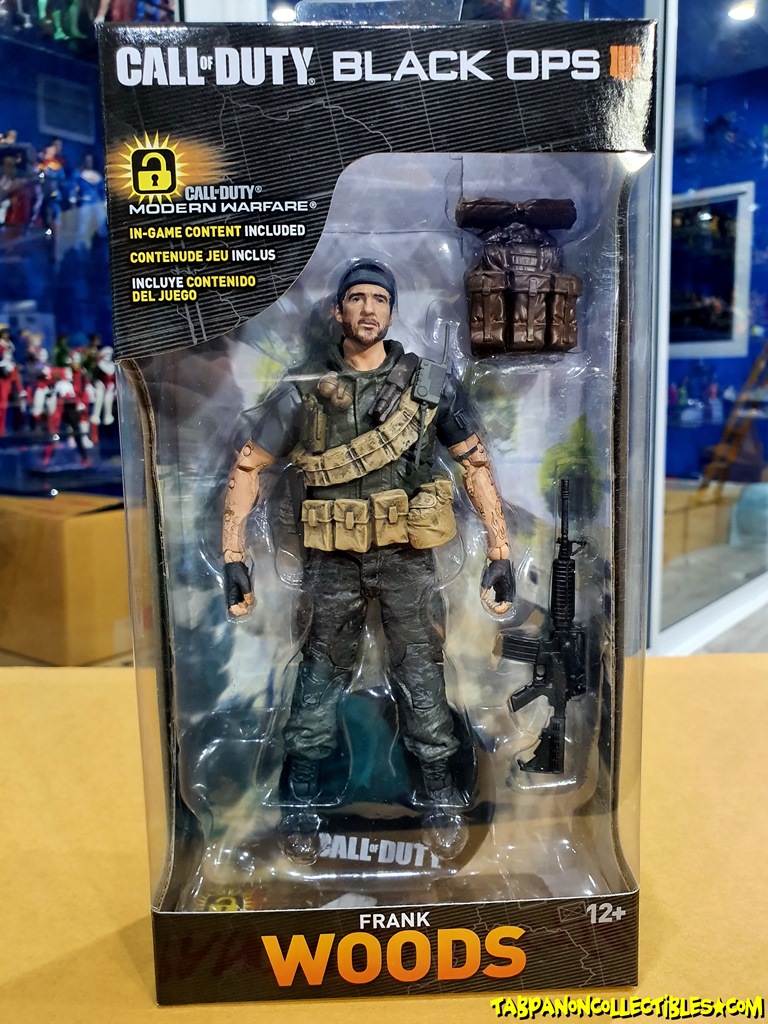 CALL OF DUTY® BLACK OPS IIII
CALL OF DUTY®
MODERN WARFARE®
IN-GAME CONTENT INCLUDED
CONTENUDE JEU INCLUS
INCLUYE CONTENIDO
DEL JUEGO
CALL OF DUTY
FRANK
12+
WOODS
TABPANONCOLLECTIBLES★COM